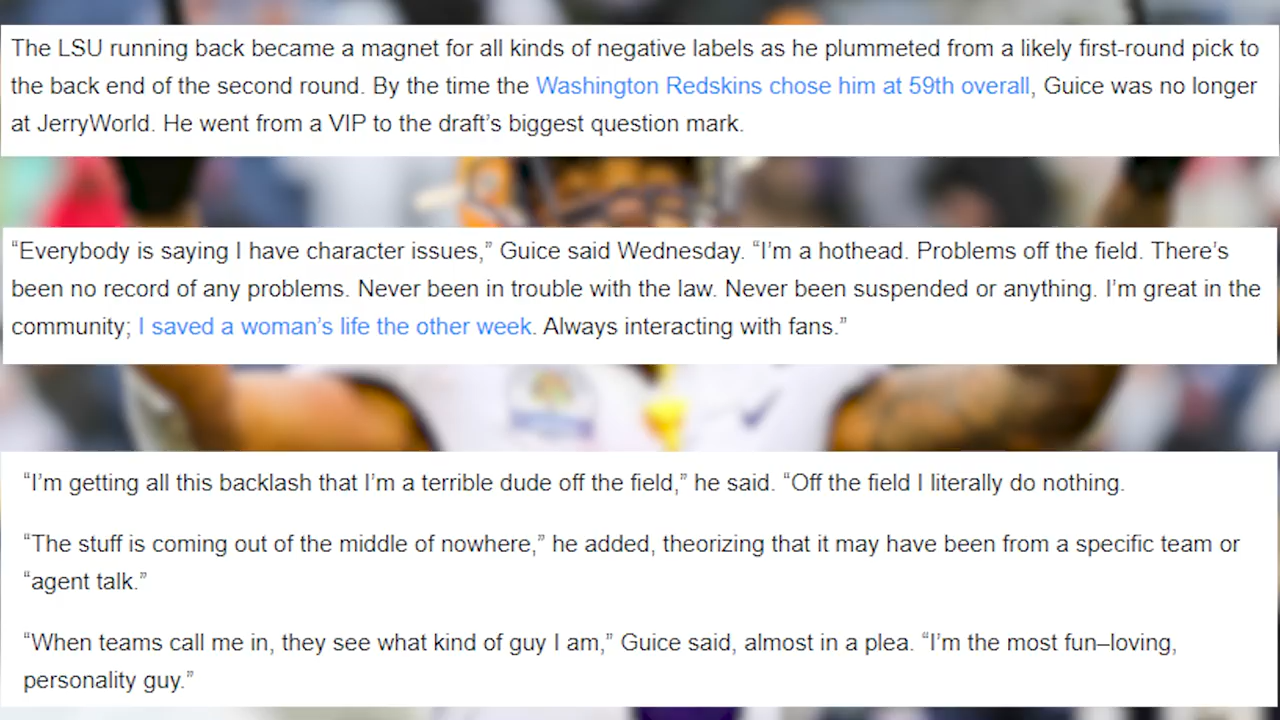 The LSU running back became a magnet for all kinds of negative labels as he plummeted from a likely first-round pick to
the back end of the second round. By the time the Washington Redskins chose him at 59th overall, Guice was no longer
at JerryWorld. He went from a VIP to the draft’s biggest question mark.
“Everybody is saying I have character issues,” Guice said Wednesday. “I’m a hothead. Problems off the field. There’s
been no record of any problems. Never been in trouble with the law. Never been suspended or anything. I’m great in the
community; I saved a woman’s life the other week. Always interacting with fans.”
“I’m getting all this backlash that I’m a terrible dude off the field,” he said. “Off the field I literally do nothing.
“The stuff is coming out of the middle of nowhere,” he added, theorizing that it may have been from a specific team or
“agent talk.”
“When teams call me in, they see what kind of guy I am,” Guice said, almost in a plea. “I’m the most fun–loving,
personality guy.”